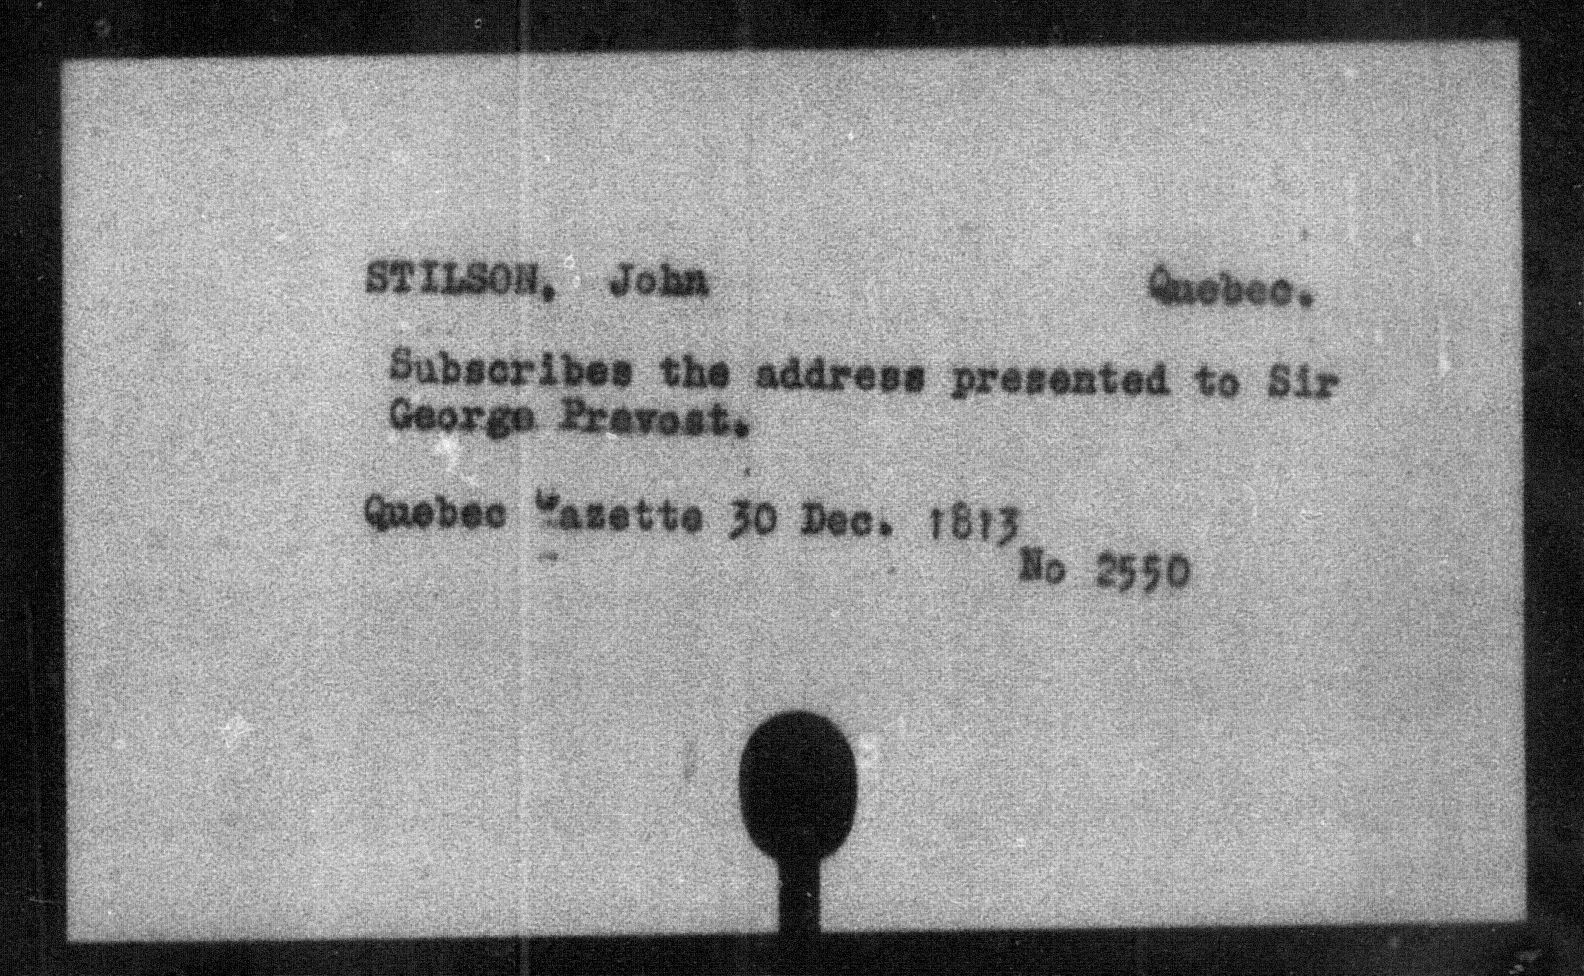 STILSON, John Quebec.
Subscribes the address presented to Sir
George Prevost.
Quebec Gazette 30 Dec. 1813
No 2550